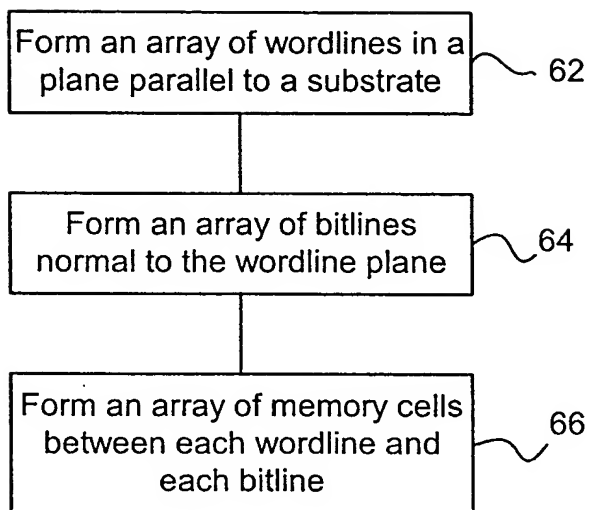 Form an array of wordlines in a
plane parallel to a substrate
62
Form an array of bitlines
normal to the wordline plane
64
Form an array of memory cells
between each wordline and
each bitline
66